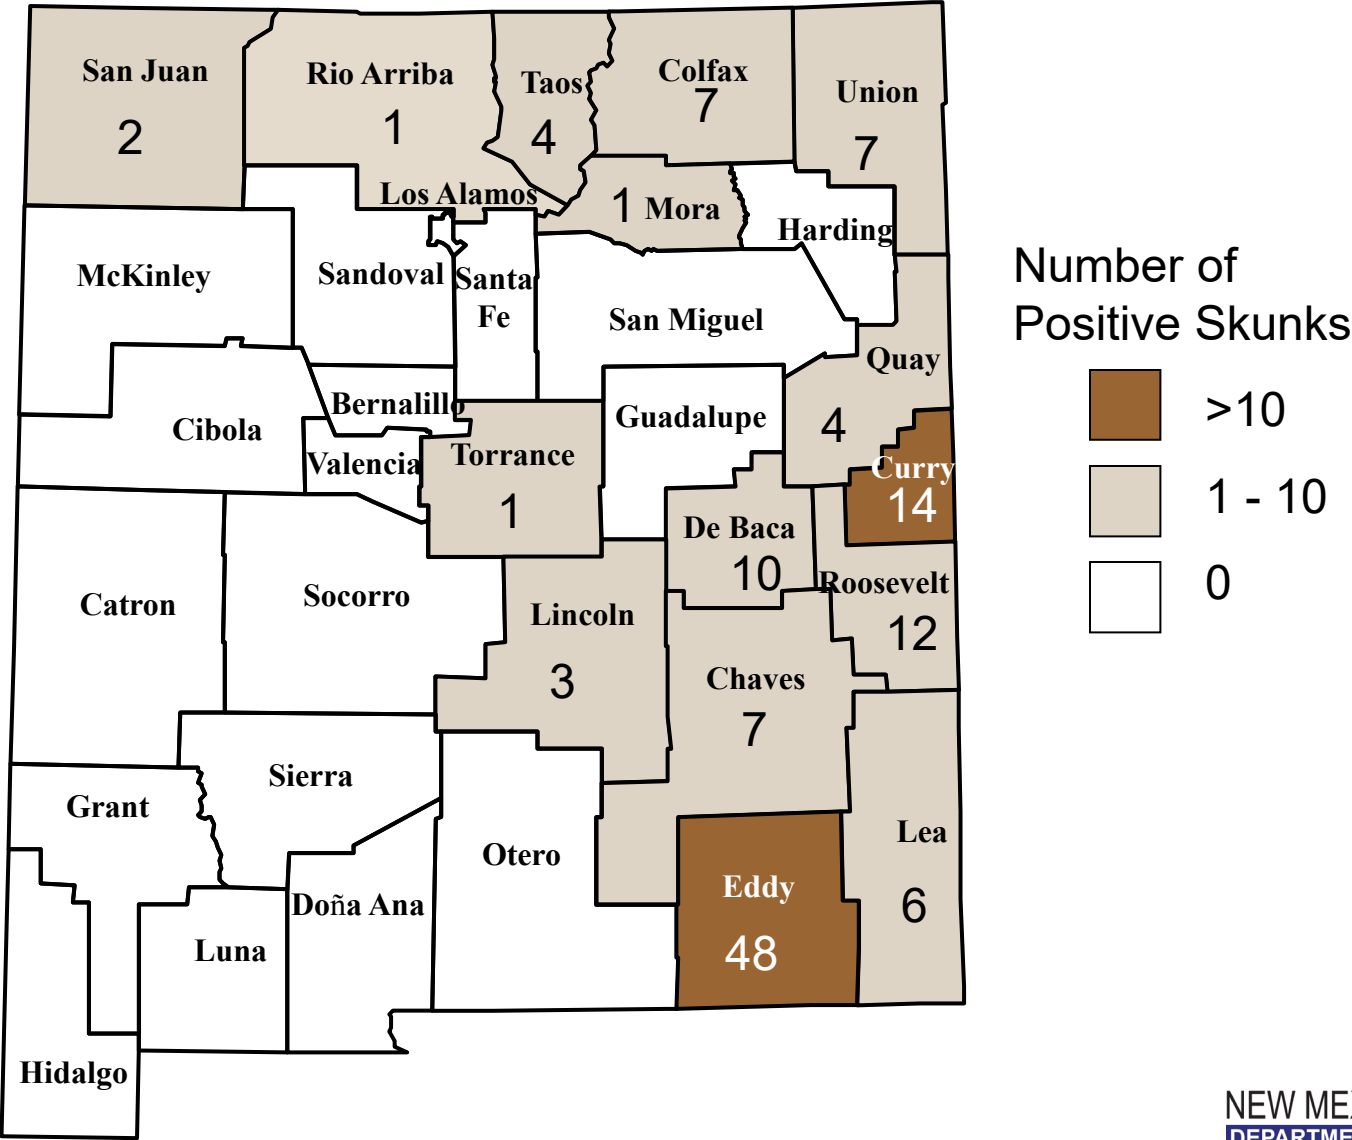 San Juan
2
Rio Arriba
1
Taos
4
Colfax
7
Union
7
Los Alamos
1 Mora
Harding
McKinley
Sandoval
Santa
Fe
San Miguel
Quay
4
Bernalillo
Cibola
Valencia
Torrance
1
Guadalupe
Curry
14
De Baca
10
Roosevelt
12
Catron
Socorro
Lincoln
3
Chaves
7
Sierra
Grant
Otero
Lea
6
Eddy
48
Doña Ana
Luna
Hidalgo
Number of
Positive Skunks
>10
1 - 10
0
NEW ME
DEPARTME